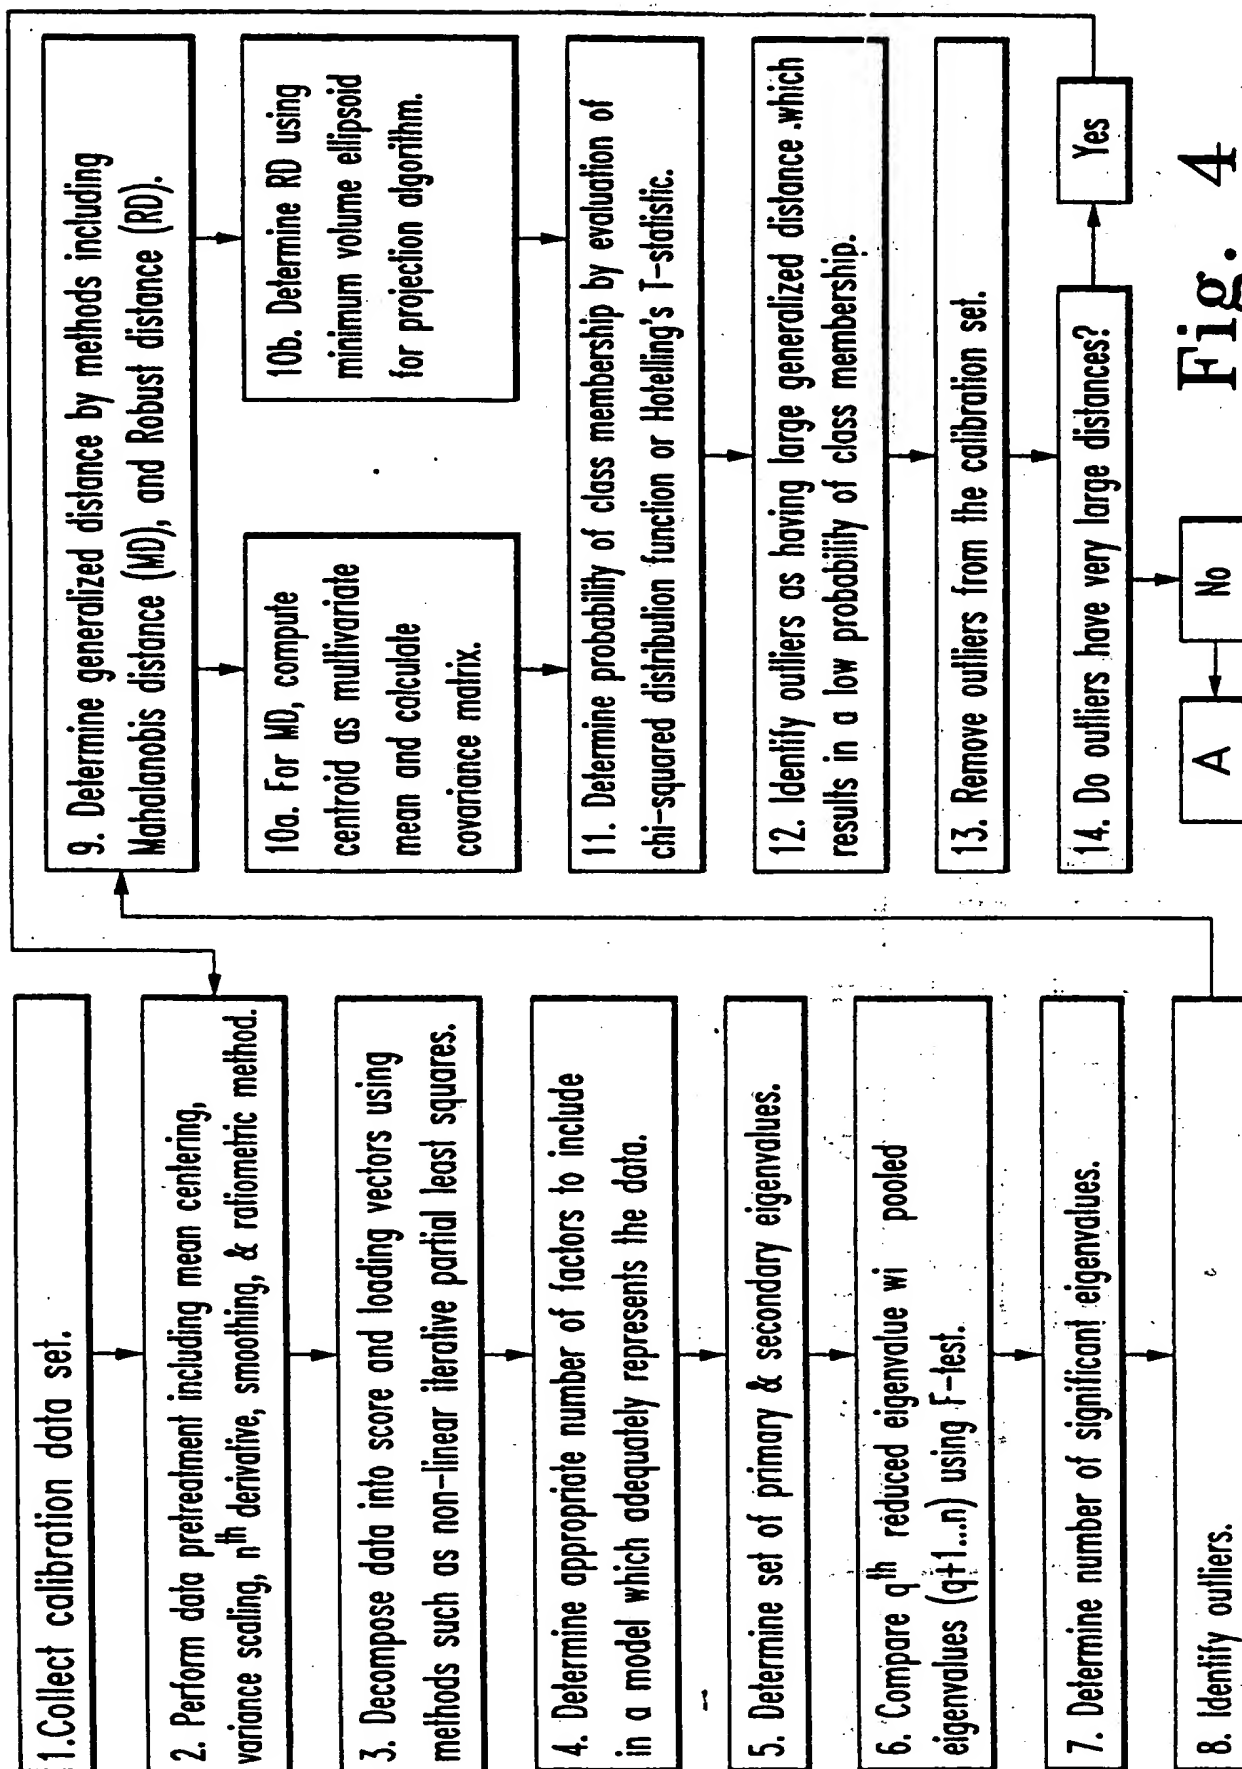 1.Collect calibration data set.
2. Perform data pretreatment including mean centering,
variance scaling, nth derivative, smoothing, & ratiometric method.
3. Decompose data into score and loading vectors using
methods such as non-linear iterative partial least squares.
4. Determine appropriate number of factors to include
in a model which adequately represents the data.
5. Determine set of primary & secondary eigenvalues.
6. Compare qth reduced eigenvalue wi pooled
eigenvalues (q+1...n) using F-test.
7. Determine number of significant eigenvalues.
8. Identify outliers.
9. Determine generalized distance by methods including
Mahalanobis distance (MD), and Robust distance (RD).
10a. For MD, compute
centroid as multivariate
mean and calculate
covariance matrix.
10b. Determine RD using
minimum volume ellipsoid
for projection algorithm.
11. Determine probability of class membership by evaluation of
chi-squared distribution function or Hotelling's T-statistic.
12. Identify outliers as having large generalized distance which
results in a low probability of class membership.
13. Remove outliers from the calibration set.
14. Do outliers have very large distances?
Yes
No
A
Fig. 4